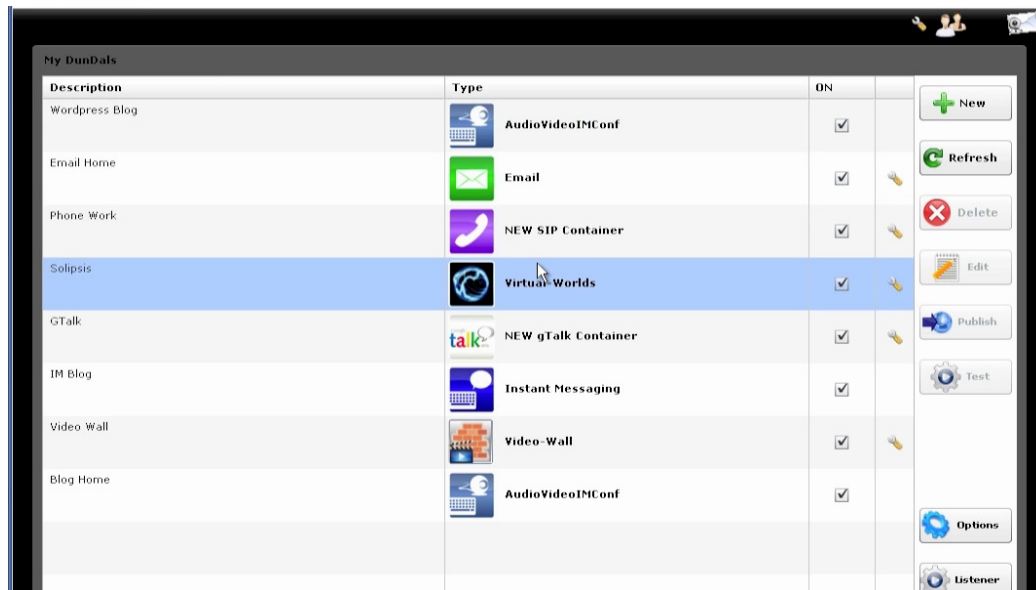 My DunDals
Description Type ON
Wordpress Blog AudioVideoIMConf
Email Home Email
Phone Work NEW SIP Container
Solipsis Virtual-Worlds
GTalk talk NEW gTalk Container
IM Blog Instant Messaging
Video Wall Video-Wall
Blog Home AudioVideoIMConf
New
Refresh
Delete
Edit
Publish
Test
Options
Listener